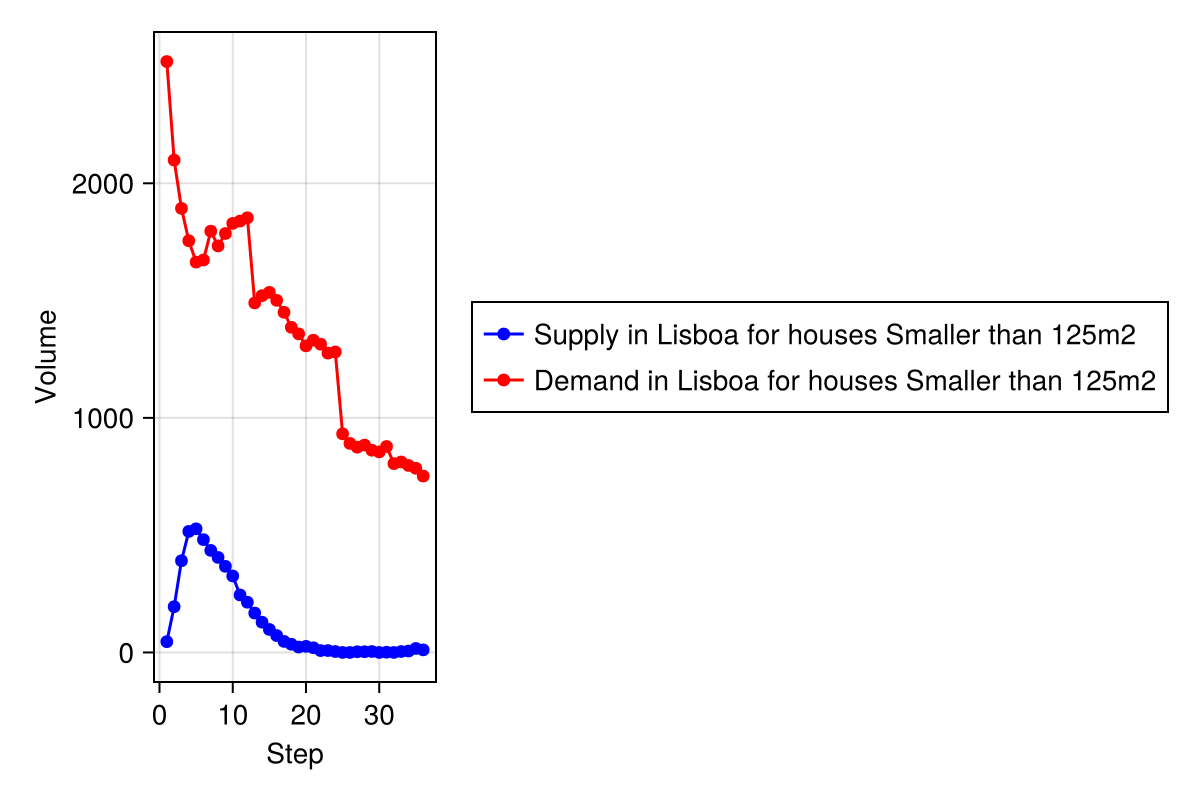 Volume
2000
1000
0
0 10 20 30
Step
Supply in Lisboa for houses Smaller than 125m2
Demand in Lisboa for houses Smaller than 125m2